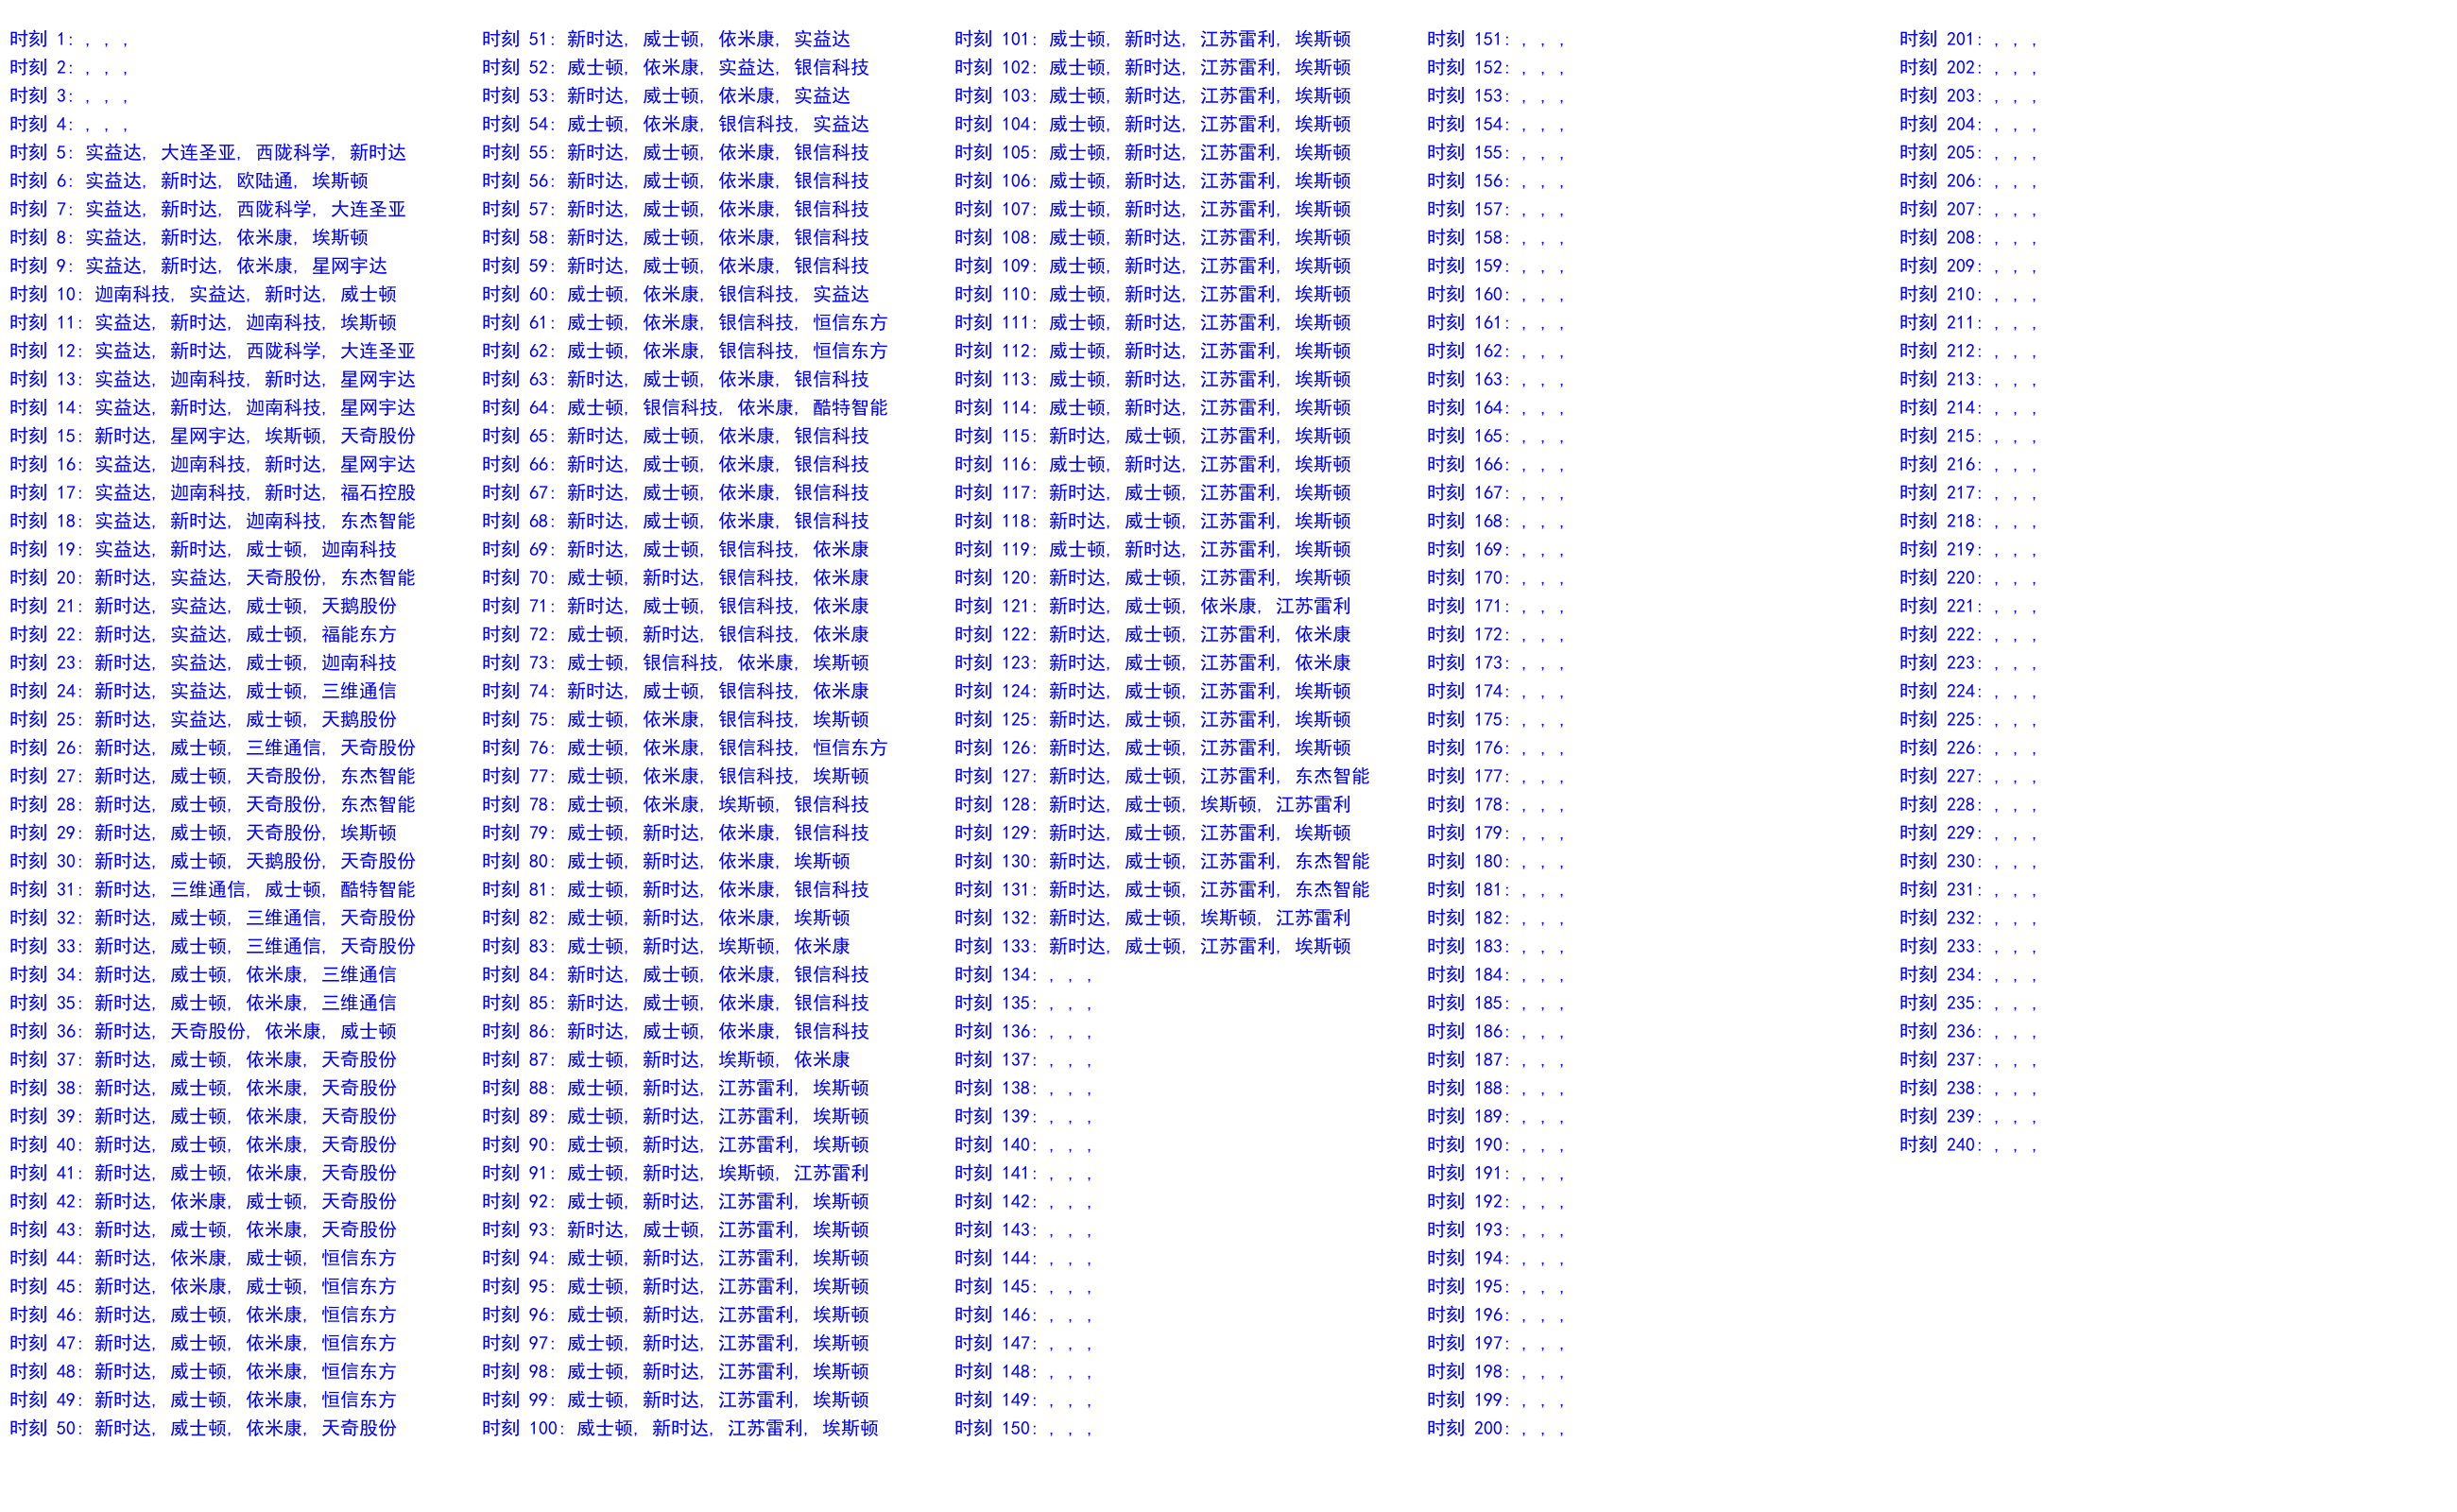 时刻 1: , , ,
时刻 2: , , ,
时刻 3: , , ,
时刻 4: , , ,
时刻 5: 实益达, 大连圣亚, 西陇科学, 新时达
时刻 6: 实益达, 新时达, 欧陆通, 埃斯顿
时刻 7: 实益达, 新时达, 西陇科学, 大连圣亚
时刻 8: 实益达, 新时达, 依米康, 埃斯顿
时刻 9: 实益达, 新时达, 依米康, 星网宇达
时刻 10: 迦南科技, 实益达, 新时达, 威士顿
时刻 11: 实益达, 新时达, 迦南科技, 埃斯顿
时刻 12: 实益达, 新时达, 西陇科学, 大连圣亚
时刻 13: 实益达, 迦南科技, 新时达, 星网宇达
时刻 14: 实益达, 新时达, 迦南科技, 星网宇达
时刻 15: 新时达, 星网宇达, 埃斯顿, 天奇股份
时刻 16: 实益达, 迦南科技, 新时达, 星网宇达
时刻 17: 实益达, 迦南科技, 新时达, 福石控股
时刻 18: 实益达, 新时达, 迦南科技, 东杰智能
时刻 19: 实益达, 新时达, 威士顿, 迦南科技
时刻 20: 新时达, 实益达, 天奇股份, 东杰智能
时刻 21: 新时达, 实益达, 威士顿, 天鹅股份
时刻 22: 新时达, 实益达, 威士顿, 福能东方
时刻 23: 新时达, 实益达, 威士顿, 迦南科技
时刻 24: 新时达, 实益达, 威士顿, 三维通信
时刻 25: 新时达, 实益达, 威士顿, 天鹅股份
时刻 26: 新时达, 威士顿, 三维通信, 天奇股份
时刻 27: 新时达, 威士顿, 天奇股份, 东杰智能
时刻 28: 新时达, 威士顿, 天奇股份, 东杰智能
时刻 29: 新时达, 威士顿, 天奇股份, 埃斯顿
时刻 30: 新时达, 威士顿, 天鹅股份, 天奇股份
时刻 31: 新时达, 三维通信, 威士顿, 酷特智能
时刻 32: 新时达, 威士顿, 三维通信, 天奇股份
时刻 33: 新时达, 威士顿, 三维通信, 天奇股份
时刻 34: 新时达, 威士顿, 依米康, 三维通信
时刻 35: 新时达, 威士顿, 依米康, 三维通信
时刻 36: 新时达, 天奇股份, 依米康, 威士顿
时刻 37: 新时达, 威士顿, 依米康, 天奇股份
时刻 38: 新时达, 威士顿, 依米康, 天奇股份
时刻 39: 新时达, 威士顿, 依米康, 天奇股份
时刻 40: 新时达, 威士顿, 依米康, 天奇股份
时刻 41: 新时达, 威士顿, 依米康, 天奇股份
时刻 42: 新时达, 依米康, 威士顿, 天奇股份
时刻 43: 新时达, 威士顿, 依米康, 天奇股份
时刻 44: 新时达, 依米康, 威士顿, 恒信东方
时刻 45: 新时达, 依米康, 威士顿, 恒信东方
时刻 46: 新时达, 威士顿, 依米康, 恒信东方
时刻 47: 新时达, 威士顿, 依米康, 恒信东方
时刻 48: 新时达, 威士顿, 依米康, 恒信东方
时刻 49: 新时达, 威士顿, 依米康, 恒信东方
时刻 50: 新时达, 威士顿, 依米康, 天奇股份
时刻 51: 新时达, 威士顿, 依米康, 实益达
时刻 52: 威士顿, 依米康, 实益达, 银信科技
时刻 53: 新时达, 威士顿, 依米康, 实益达
时刻 54: 威士顿, 依米康, 银信科技, 实益达
时刻 55: 新时达, 威士顿, 依米康, 银信科技
时刻 56: 新时达, 威士顿, 依米康, 银信科技
时刻 57: 新时达, 威士顿, 依米康, 银信科技
时刻 58: 新时达, 威士顿, 依米康, 银信科技
时刻 59: 新时达, 威士顿, 依米康, 银信科技
时刻 60: 威士顿, 依米康, 银信科技, 实益达
时刻 61: 威士顿, 依米康, 银信科技, 恒信东方
时刻 62: 威士顿, 依米康, 银信科技, 恒信东方
时刻 63: 新时达, 威士顿, 依米康, 银信科技
时刻 64: 威士顿, 银信科技, 依米康, 酷特智能
时刻 65: 新时达, 威士顿, 依米康, 银信科技
时刻 66: 新时达, 威士顿, 依米康, 银信科技
时刻 67: 新时达, 威士顿, 依米康, 银信科技
时刻 68: 新时达, 威士顿, 依米康, 银信科技
时刻 69: 新时达, 威士顿, 银信科技, 依米康
时刻 70: 威士顿, 新时达, 银信科技, 依米康
时刻 71: 新时达, 威士顿, 银信科技, 依米康
时刻 72: 威士顿, 新时达, 银信科技, 依米康
时刻 73: 威士顿, 银信科技, 依米康, 埃斯顿
时刻 74: 新时达, 威士顿, 银信科技, 依米康
时刻 75: 威士顿, 依米康, 银信科技, 埃斯顿
时刻 76: 威士顿, 依米康, 银信科技, 恒信东方
时刻 77: 威士顿, 依米康, 银信科技, 埃斯顿
时刻 78: 威士顿, 依米康, 埃斯顿, 银信科技
时刻 79: 威士顿, 新时达, 依米康, 银信科技
时刻 80: 威士顿, 新时达, 依米康, 埃斯顿
时刻 81: 威士顿, 新时达, 依米康, 银信科技
时刻 82: 威士顿, 新时达, 依米康, 埃斯顿
时刻 83: 威士顿, 新时达, 埃斯顿, 依米康
时刻 84: 新时达, 威士顿, 依米康, 银信科技
时刻 85: 新时达, 威士顿, 依米康, 银信科技
时刻 86: 新时达, 威士顿, 依米康, 银信科技
时刻 87: 威士顿, 新时达, 埃斯顿, 依米康
时刻 88: 威士顿, 新时达, 江苏雷利, 埃斯顿
时刻 89: 威士顿, 新时达, 江苏雷利, 埃斯顿
时刻 90: 威士顿, 新时达, 江苏雷利, 埃斯顿
时刻 91: 威士顿, 新时达, 埃斯顿, 江苏雷利
时刻 92: 威士顿, 新时达, 江苏雷利, 埃斯顿
时刻 93: 新时达, 威士顿, 江苏雷利, 埃斯顿
时刻 94: 威士顿, 新时达, 江苏雷利, 埃斯顿
时刻 95: 威士顿, 新时达, 江苏雷利, 埃斯顿
时刻 96: 威士顿, 新时达, 江苏雷利, 埃斯顿
时刻 97: 威士顿, 新时达, 江苏雷利, 埃斯顿
时刻 98: 威士顿, 新时达, 江苏雷利, 埃斯顿
时刻 99: 威士顿, 新时达, 江苏雷利, 埃斯顿
时刻 100: 威士顿, 新时达, 江苏雷利, 埃斯顿
时刻 101: 威士顿, 新时达, 江苏雷利, 埃斯顿
时刻 102: 威士顿, 新时达, 江苏雷利, 埃斯顿
时刻 103: 威士顿, 新时达, 江苏雷利, 埃斯顿
时刻 104: 威士顿, 新时达, 江苏雷利, 埃斯顿
时刻 105: 威士顿, 新时达, 江苏雷利, 埃斯顿
时刻 106: 威士顿, 新时达, 江苏雷利, 埃斯顿
时刻 107: 威士顿, 新时达, 江苏雷利, 埃斯顿
时刻 108: 威士顿, 新时达, 江苏雷利, 埃斯顿
时刻 109: 威士顿, 新时达, 江苏雷利, 埃斯顿
时刻 110: 威士顿, 新时达, 江苏雷利, 埃斯顿
时刻 111: 威士顿, 新时达, 江苏雷利, 埃斯顿
时刻 112: 威士顿, 新时达, 江苏雷利, 埃斯顿
时刻 113: 威士顿, 新时达, 江苏雷利, 埃斯顿
时刻 114: 威士顿, 新时达, 江苏雷利, 埃斯顿
时刻 115: 新时达, 威士顿, 江苏雷利, 埃斯顿
时刻 116: 威士顿, 新时达, 江苏雷利, 埃斯顿
时刻 117: 新时达, 威士顿, 江苏雷利, 埃斯顿
时刻 118: 新时达, 威士顿, 江苏雷利, 埃斯顿
时刻 119: 威士顿, 新时达, 江苏雷利, 埃斯顿
时刻 120: 新时达, 威士顿, 江苏雷利, 埃斯顿
时刻 121: 新时达, 威士顿, 依米康, 江苏雷利
时刻 122: 新时达, 威士顿, 江苏雷利, 依米康
时刻 123: 新时达, 威士顿, 江苏雷利, 依米康
时刻 124: 新时达, 威士顿, 江苏雷利, 埃斯顿
时刻 125: 新时达, 威士顿, 江苏雷利, 埃斯顿
时刻 126: 新时达, 威士顿, 江苏雷利, 埃斯顿
时刻 127: 新时达, 威士顿, 江苏雷利, 东杰智能
时刻 128: 新时达, 威士顿, 埃斯顿, 江苏雷利
时刻 129: 新时达, 威士顿, 江苏雷利, 埃斯顿
时刻 130: 新时达, 威士顿, 江苏雷利, 东杰智能
时刻 131: 新时达, 威士顿, 江苏雷利, 东杰智能
时刻 132: 新时达, 威士顿, 埃斯顿, 江苏雷利
时刻 133: 新时达, 威士顿, 江苏雷利, 埃斯顿
时刻 134: , , ,
时刻 135: , , ,
时刻 136: , , ,
时刻 137: , , ,
时刻 138: , , ,
时刻 139: , , ,
时刻 140: , , ,
时刻 141: , , ,
时刻 142: , , ,
时刻 143: , , ,
时刻 144: , , ,
时刻 145: , , ,
时刻 146: , , ,
时刻 147: , , ,
时刻 148: , , ,
时刻 149: , , ,
时刻 150: , , ,
时刻 151: , , ,
时刻 152: , , ,
时刻 153: , , ,
时刻 154: , , ,
时刻 155: , , ,
时刻 156: , , ,
时刻 157: , , ,
时刻 158: , , ,
时刻 159: , , ,
时刻 160: , , ,
时刻 161: , , ,
时刻 162: , , ,
时刻 163: , , ,
时刻 164: , , ,
时刻 165: , , ,
时刻 166: , , ,
时刻 167: , , ,
时刻 168: , , ,
时刻 169: , , ,
时刻 170: , , ,
时刻 171: , , ,
时刻 172: , , ,
时刻 173: , , ,
时刻 174: , , ,
时刻 175: , , ,
时刻 176: , , ,
时刻 177: , , ,
时刻 178: , , ,
时刻 179: , , ,
时刻 180: , , ,
时刻 181: , , ,
时刻 182: , , ,
时刻 183: , , ,
时刻 184: , , ,
时刻 185: , , ,
时刻 186: , , ,
时刻 187: , , ,
时刻 188: , , ,
时刻 189: , , ,
时刻 190: , , ,
时刻 191: , , ,
时刻 192: , , ,
时刻 193: , , ,
时刻 194: , , ,
时刻 195: , , ,
时刻 196: , , ,
时刻 197: , , ,
时刻 198: , , ,
时刻 199: , , ,
时刻 200: , , ,
时刻 201: , , ,
时刻 202: , , ,
时刻 203: , , ,
时刻 204: , , ,
时刻 205: , , ,
时刻 206: , , ,
时刻 207: , , ,
时刻 208: , , ,
时刻 209: , , ,
时刻 210: , , ,
时刻 211: , , ,
时刻 212: , , ,
时刻 213: , , ,
时刻 214: , , ,
时刻 215: , , ,
时刻 216: , , ,
时刻 217: , , ,
时刻 218: , , ,
时刻 219: , , ,
时刻 220: , , ,
时刻 221: , , ,
时刻 222: , , ,
时刻 223: , , ,
时刻 224: , , ,
时刻 225: , , ,
时刻 226: , , ,
时刻 227: , , ,
时刻 228: , , ,
时刻 229: , , ,
时刻 230: , , ,
时刻 231: , , ,
时刻 232: , , ,
时刻 233: , , ,
时刻 234: , , ,
时刻 235: , , ,
时刻 236: , , ,
时刻 237: , , ,
时刻 238: , , ,
时刻 239: , , ,
时刻 240: , , ,